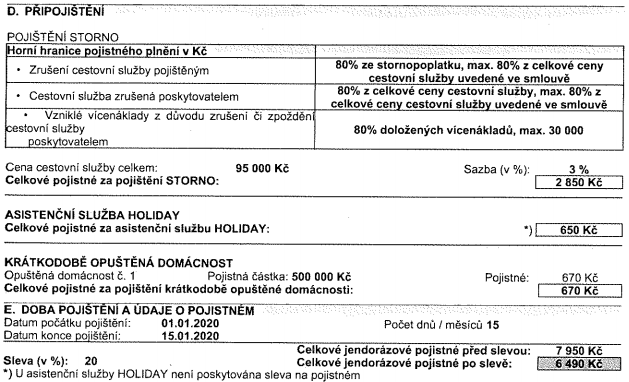 D. PŘIPOJIŠTĚNÍ
POJIŠTĚNÍ STORNO
Horní hranice pojistného plnění v Kč
• Zrušení cestovní služby pojištěným
80% ze stornopoplatku, max. 80% z celkové ceny
cestovní služby uvedené ve smlouvě
• Cestovní služba zrušená poskytovatelem
80% z celkové ceny cestovní služby, max. 80% z
celkové ceny cestovní služby uvedené ve smlouvě
• Vzniklé vícenáklady z důvodu zrušení či zpoždění
cestovní služby
poskytovatelem
80% doložených vícenákladů, max. 30 000
Cena cestovní služby celkem: 95 000 Kč Sazba (v %): 3 %
Celkové pojistné za pojištění STORNO: 2 850 Kč
ASISTENČNÍ SLUŽBA HOLIDAY
Celkové pojistné za asistenční službu HOLIDAY: *) 650 Kč
KRÁTKODOBĚ OPUŠTĚNÁ DOMÁCNOST
Opuštěná domácnost č. 1 Pojistná částka: 500 000 Kč Pojistné: 670 Kč
Celkové pojistné za pojištění krátkodobě opuštěné domácnosti: 670 Kč
E. DOBA POJIŠTĚNÍ A ÚDAJE O POJISTNÉM
Datum počátku pojištění: 01.01.2020 Počet dnů / měsíců 15
Datum konce pojištění: 15.01.2020
Celkové jendorázové pojistné před slevou: 7 950 Kč
Sleva (v %): 20 Celkové jendorázové pojistné po slevě: 6 490 Kč
*) U asistenční služby HOLIDAY není poskytována sleva na pojistném